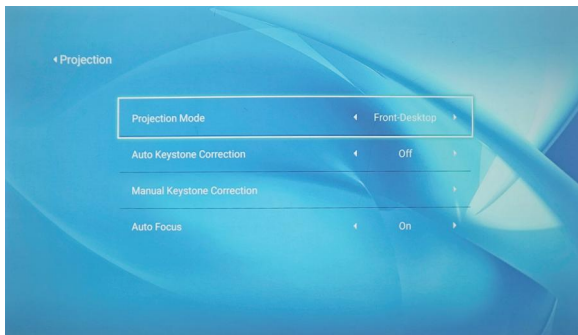 Projection
Projection Mode Front-Desktop
Auto Keystone Correction Off
Manual Keystone Correction
Auto Focus On